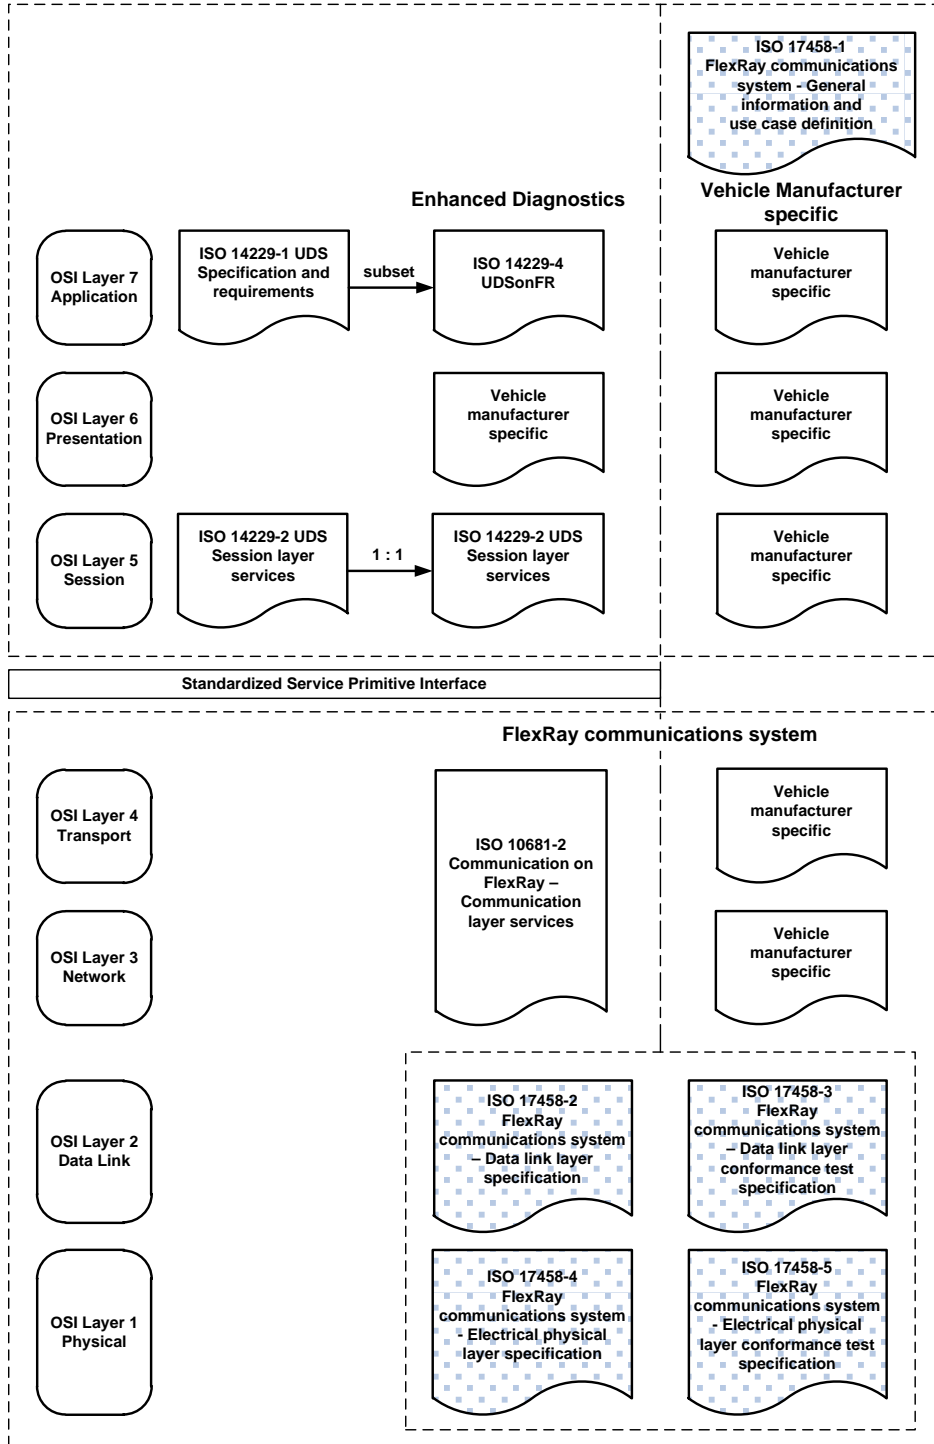 ISO 17458-1
FlexRay communications
system - General
information and
use case definition
Enhanced Diagnostics
Vehicle Manufacturer
specific
OSI Layer 7
Application
ISO 14229-1 UDS
Specification and
requirements
subset
ISO 14229-4
UDSonFR
Vehicle
manufacturer
specific
OSI Layer 6
Presentation
Vehicle
manufacturer
specific
Vehicle
manufacturer
specific
OSI Layer 5
Session
ISO 14229-2 UDS
Session layer
services
1 : 1
ISO 14229-2 UDS
Session layer
services
Vehicle
manufacturer
specific
Standardized Service Primitive Interface
FlexRay communications system
OSI Layer 4
Transport
ISO 10681-2
Communication on
FlexRay –
Communication
layer services
Vehicle
manufacturer
specific
OSI Layer 3
Network
Vehicle
manufacturer
specific
OSI Layer 2
Data Link
ISO 17458-2
FlexRay
communications system
– Data link layer
specification
ISO 17458-3
FlexRay
communications system
– Data link layer
conformance test
specification
OSI Layer 1
Physical
ISO 17458-4
FlexRay
communications system
- Electrical physical
layer specification
ISO 17458-5
FlexRay
communications system
- Electrical physical
layer conformance test
specification